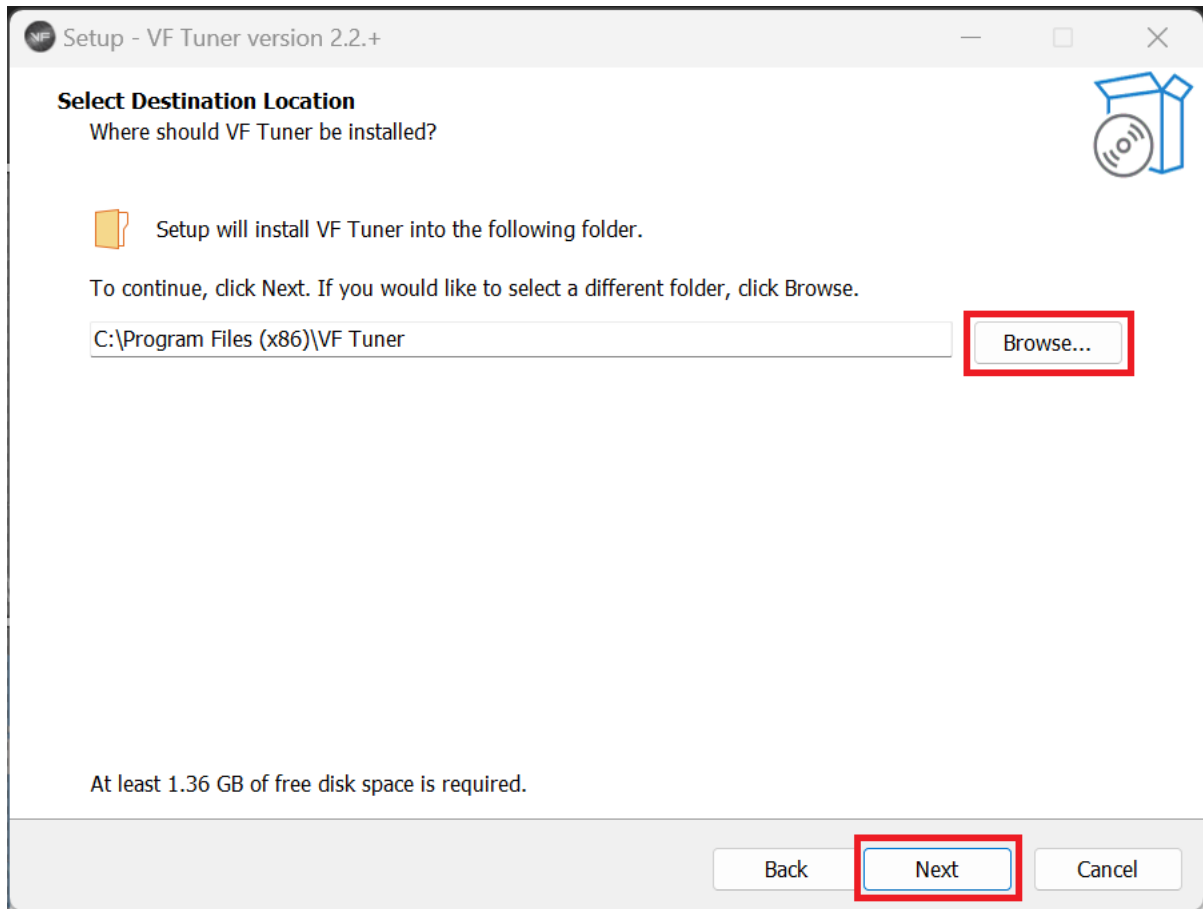 VF Setup - VF Tuner version 2.2.+
Select Destination Location
Where should VF Tuner be installed?
Setup will install VF Tuner into the following folder.
To continue, click Next. If you would like to select a different folder, click Browse.
C:\Program Files (x86)\VF Tuner Browse...
At least 1.36 GB of free disk space is required.
Back Next Cancel